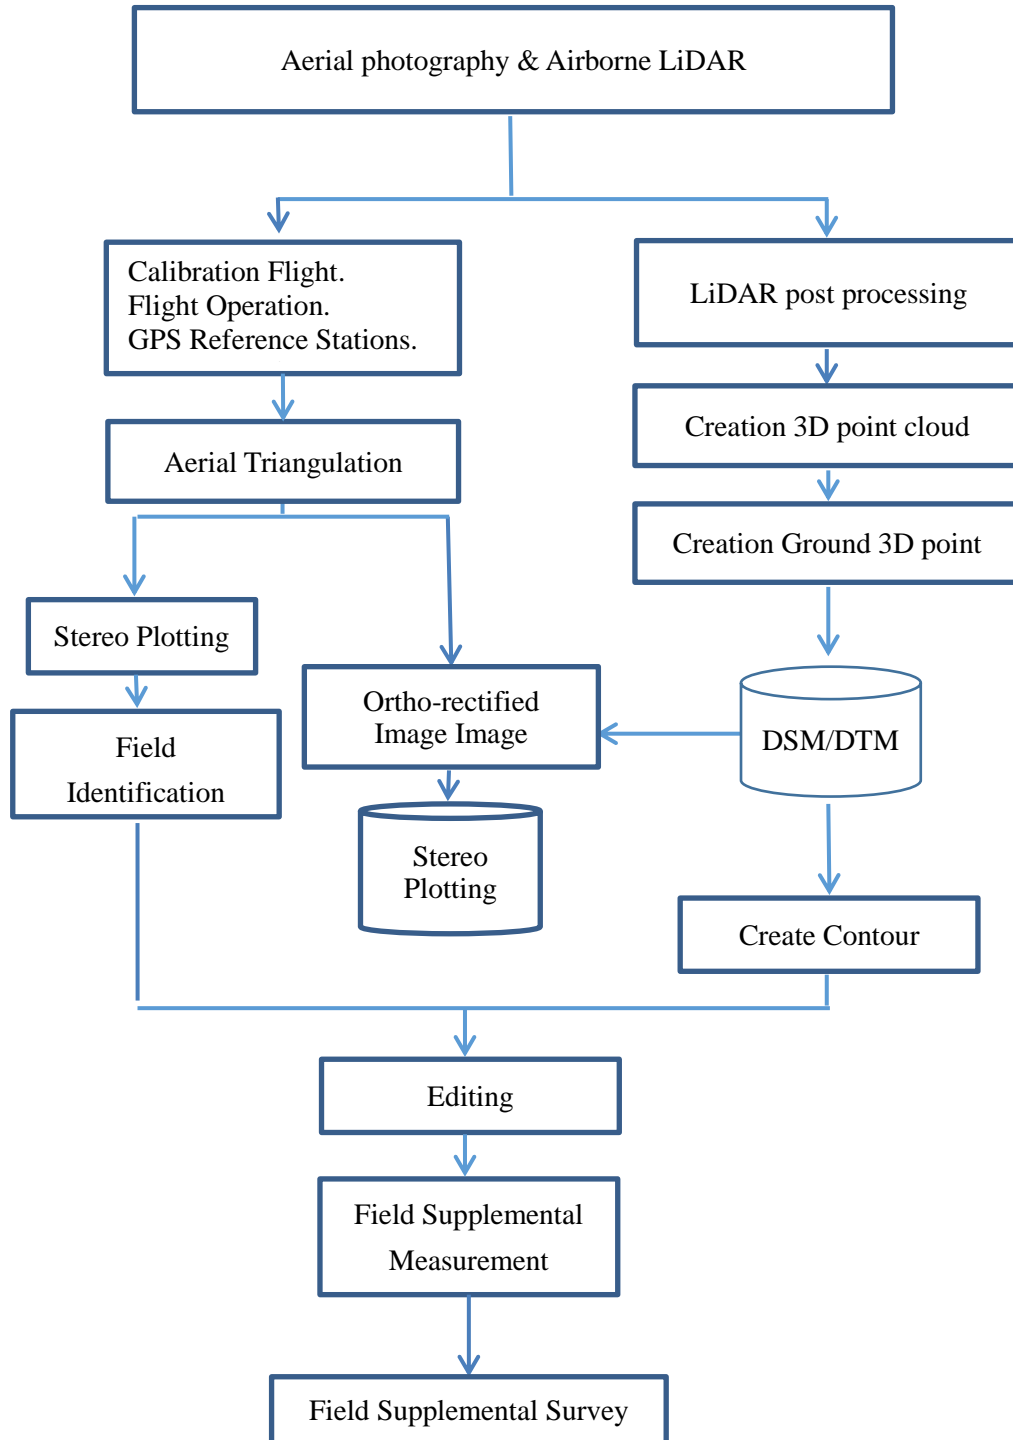 Aerial photography & Airborne LiDAR
Calibration Flight.
Flight Operation.
GPS Reference Stations.
LiDAR post processing
Creation 3D point cloud
Aerial Triangulation
Creation Ground 3D point
Stereo Plotting
Ortho-rectified
Image Image
DSM/DTM
Field
Identification
Stereo
Plotting
Create Contour
Editing
Field Supplemental
Measurement
Field Supplemental Survey